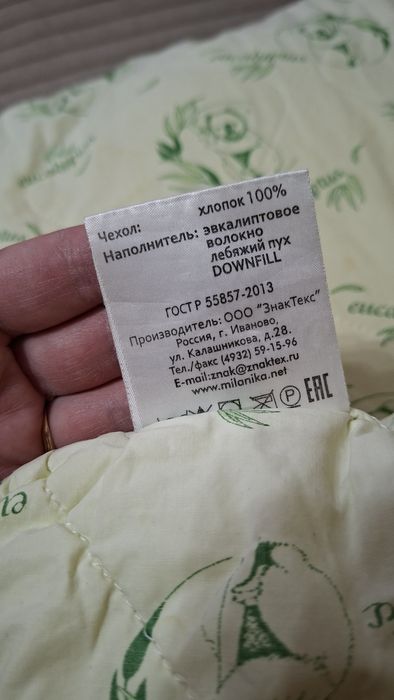 Чехол: хлопок 100%
Наполнитель: эвкалиптовое
волокно
лебяжий пух
DOWNFILL
ГОСТ Р 55857-2013
Производитель: ООО "ЗнакТекс"
Россия, г. Иваново,
ул. Калашникова, д.28.
Тел./факс (4932) 59-15-96
E-mail:znak@znaktex.ru
www.milanika.net
P EAC